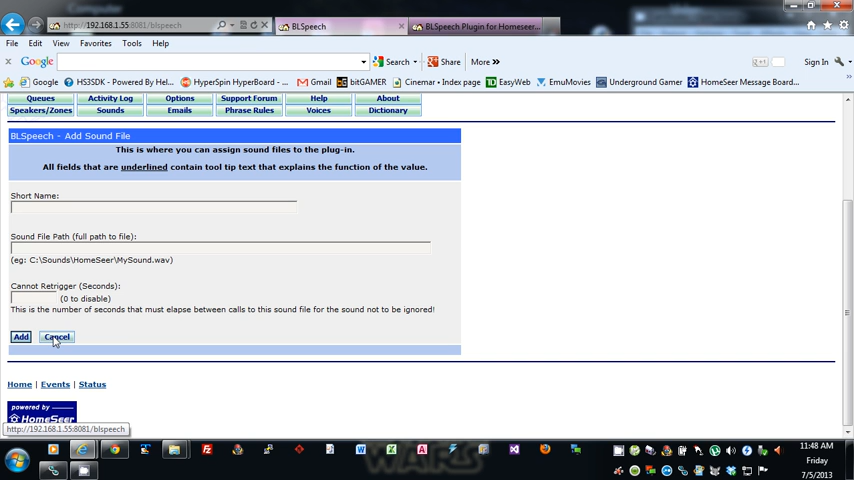 Computer
http://192.168.1.55:8081/blspeech
BLSpeech
BLSpeech Plugin for Homeseer...
File Edit View Favorites Tools Help
Google Search Share More »
Sign In
Google HS3SDK - Powered By Hel... HyperSpin HyperBoard - ... Gmail bitGAMER Cinemar • Index page EasyWeb EmuMovies Underground Gamer HomeSeer Message Board...
Queues Activity Log Options Support Forum Help About
Speakers/Zones Sounds Emails Phrase Rules Voices Dictionary
BLSpeech - Add Sound File
This is where you can assign sound files to the plug-in.
All fields that are underlined contain tool tip text that explains the function of the value.
Short Name:
Sound File Path (full path to file):
(eg: C:\Sounds\HomeSeer\MySound.wav)
Cannot Retrigger (Seconds):
(0 to disable)
This is the number of seconds that must elapse between calls to this sound file for the sound not to be ignored!
Add Cancel
Home | Events | Status
powered by
HomeSeer
http://192.168.1.55:8081/blspeech
WARS
11:48 AM
Friday
7/5/2013